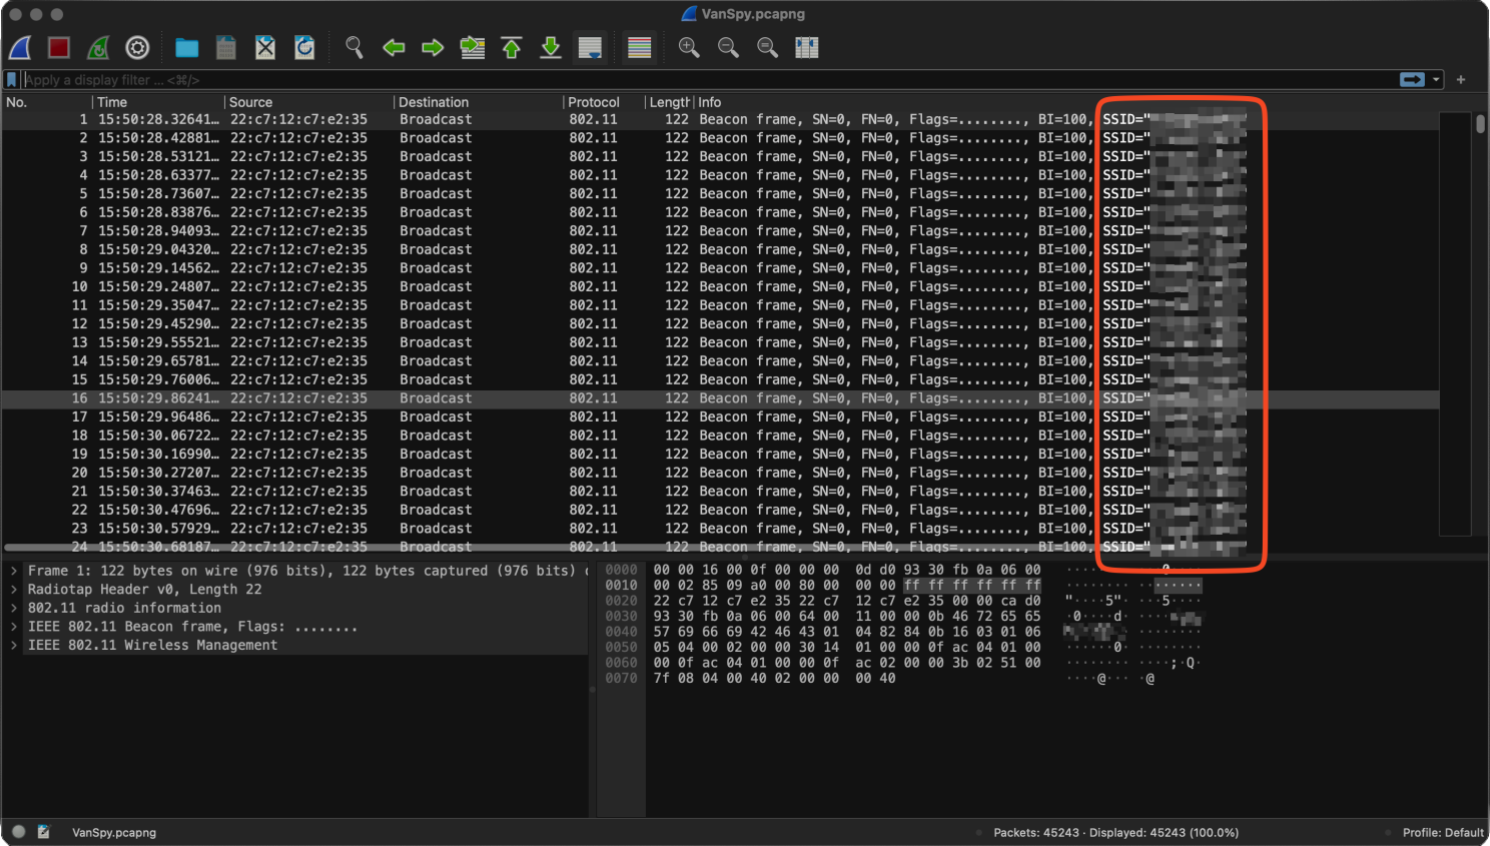 VanSpy.pcapng
Apply a display filter ... <⌘/>
No. Time Source Destination Protocol Length Info
1 15:50:28.32641… 22:c7:12:c7:e2:35 Broadcast 802.11 122 Beacon frame, SN=0, FN=0, Flags=........, BI=100, SSID="
2 15:50:28.42881… 22:c7:12:c7:e2:35 Broadcast 802.11 122 Beacon frame, SN=0, FN=0, Flags=........, BI=100, SSID="
3 15:50:28.53121… 22:c7:12:c7:e2:35 Broadcast 802.11 122 Beacon frame, SN=0, FN=0, Flags=........, BI=100, SSID="
4 15:50:28.63377… 22:c7:12:c7:e2:35 Broadcast 802.11 122 Beacon frame, SN=0, FN=0, Flags=........, BI=100, SSID="
5 15:50:28.73607… 22:c7:12:c7:e2:35 Broadcast 802.11 122 Beacon frame, SN=0, FN=0, Flags=........, BI=100, SSID="
6 15:50:28.83876… 22:c7:12:c7:e2:35 Broadcast 802.11 122 Beacon frame, SN=0, FN=0, Flags=........, BI=100, SSID="
7 15:50:28.94093… 22:c7:12:c7:e2:35 Broadcast 802.11 122 Beacon frame, SN=0, FN=0, Flags=........, BI=100, SSID="
8 15:50:29.04320… 22:c7:12:c7:e2:35 Broadcast 802.11 122 Beacon frame, SN=0, FN=0, Flags=........, BI=100, SSID="
9 15:50:29.14562… 22:c7:12:c7:e2:35 Broadcast 802.11 122 Beacon frame, SN=0, FN=0, Flags=........, BI=100, SSID="
10 15:50:29.24807… 22:c7:12:c7:e2:35 Broadcast 802.11 122 Beacon frame, SN=0, FN=0, Flags=........, BI=100, SSID="
11 15:50:29.35047… 22:c7:12:c7:e2:35 Broadcast 802.11 122 Beacon frame, SN=0, FN=0, Flags=........, BI=100, SSID="
12 15:50:29.45290… 22:c7:12:c7:e2:35 Broadcast 802.11 122 Beacon frame, SN=0, FN=0, Flags=........, BI=100, SSID="
13 15:50:29.55521… 22:c7:12:c7:e2:35 Broadcast 802.11 122 Beacon frame, SN=0, FN=0, Flags=........, BI=100, SSID="
14 15:50:29.65781… 22:c7:12:c7:e2:35 Broadcast 802.11 122 Beacon frame, SN=0, FN=0, Flags=........, BI=100, SSID="
15 15:50:29.76006… 22:c7:12:c7:e2:35 Broadcast 802.11 122 Beacon frame, SN=0, FN=0, Flags=........, BI=100, SSID="
16 15:50:29.86241… 22:c7:12:c7:e2:35 Broadcast 802.11 122 Beacon frame, SN=0, FN=0, Flags=........, BI=100, SSID="
17 15:50:29.96486… 22:c7:12:c7:e2:35 Broadcast 802.11 122 Beacon frame, SN=0, FN=0, Flags=........, BI=100, SSID="
18 15:50:30.06722… 22:c7:12:c7:e2:35 Broadcast 802.11 122 Beacon frame, SN=0, FN=0, Flags=........, BI=100, SSID="
19 15:50:30.16990… 22:c7:12:c7:e2:35 Broadcast 802.11 122 Beacon frame, SN=0, FN=0, Flags=........, BI=100, SSID="
20 15:50:30.27207… 22:c7:12:c7:e2:35 Broadcast 802.11 122 Beacon frame, SN=0, FN=0, Flags=........, BI=100, SSID="
21 15:50:30.37463… 22:c7:12:c7:e2:35 Broadcast 802.11 122 Beacon frame, SN=0, FN=0, Flags=........, BI=100, SSID="
22 15:50:30.47696… 22:c7:12:c7:e2:35 Broadcast 802.11 122 Beacon frame, SN=0, FN=0, Flags=........, BI=100, SSID="
23 15:50:30.57929… 22:c7:12:c7:e2:35 Broadcast 802.11 122 Beacon frame, SN=0, FN=0, Flags=........, BI=100, SSID="
24 15:50:30.68187… 22:c7:12:c7:e2:35 Broadcast 802.11 122 Beacon frame, SN=0, FN=0, Flags=........, BI=100, SSID="
Frame 1: 122 bytes on wire (976 bits), 122 bytes captured (976 bits)
Radiotap Header v0, Length 22
802.11 radio information
IEEE 802.11 Beacon frame, Flags: ........
IEEE 802.11 Wireless Management
0000 00 00 16 00 0f 00 00 00 0d d0 93 30 fb 0a 06 00 ········ ···0····
0010 00 02 85 09 a0 00 80 00 00 00 ff ff ff ff ff ff ········ ········
0020 22 c7 12 c7 e2 35 22 c7 12 c7 e2 35 00 00 ca d0 "····5"· ···5····
0030 93 30 fb 0a 06 00 64 00 11 00 00 0b 46 72 65 65 ·0····d· ····
0040 57 69 66 69 42 46 43 01 04 82 84 0b 16 03 01 06 · ········
0050 05 04 00 02 00 00 30 14 01 00 00 0f ac 04 01 00 ······0· ········
0060 00 0f ac 04 01 00 00 0f ac 02 00 00 3b 02 51 00 ········ ····;·Q·
0070 7f 08 04 00 40 02 00 00 00 40 ····@··· ·@
VanSpy.pcapng
Packets: 45243 · Displayed: 45243 (100.0%)
Profile: Default